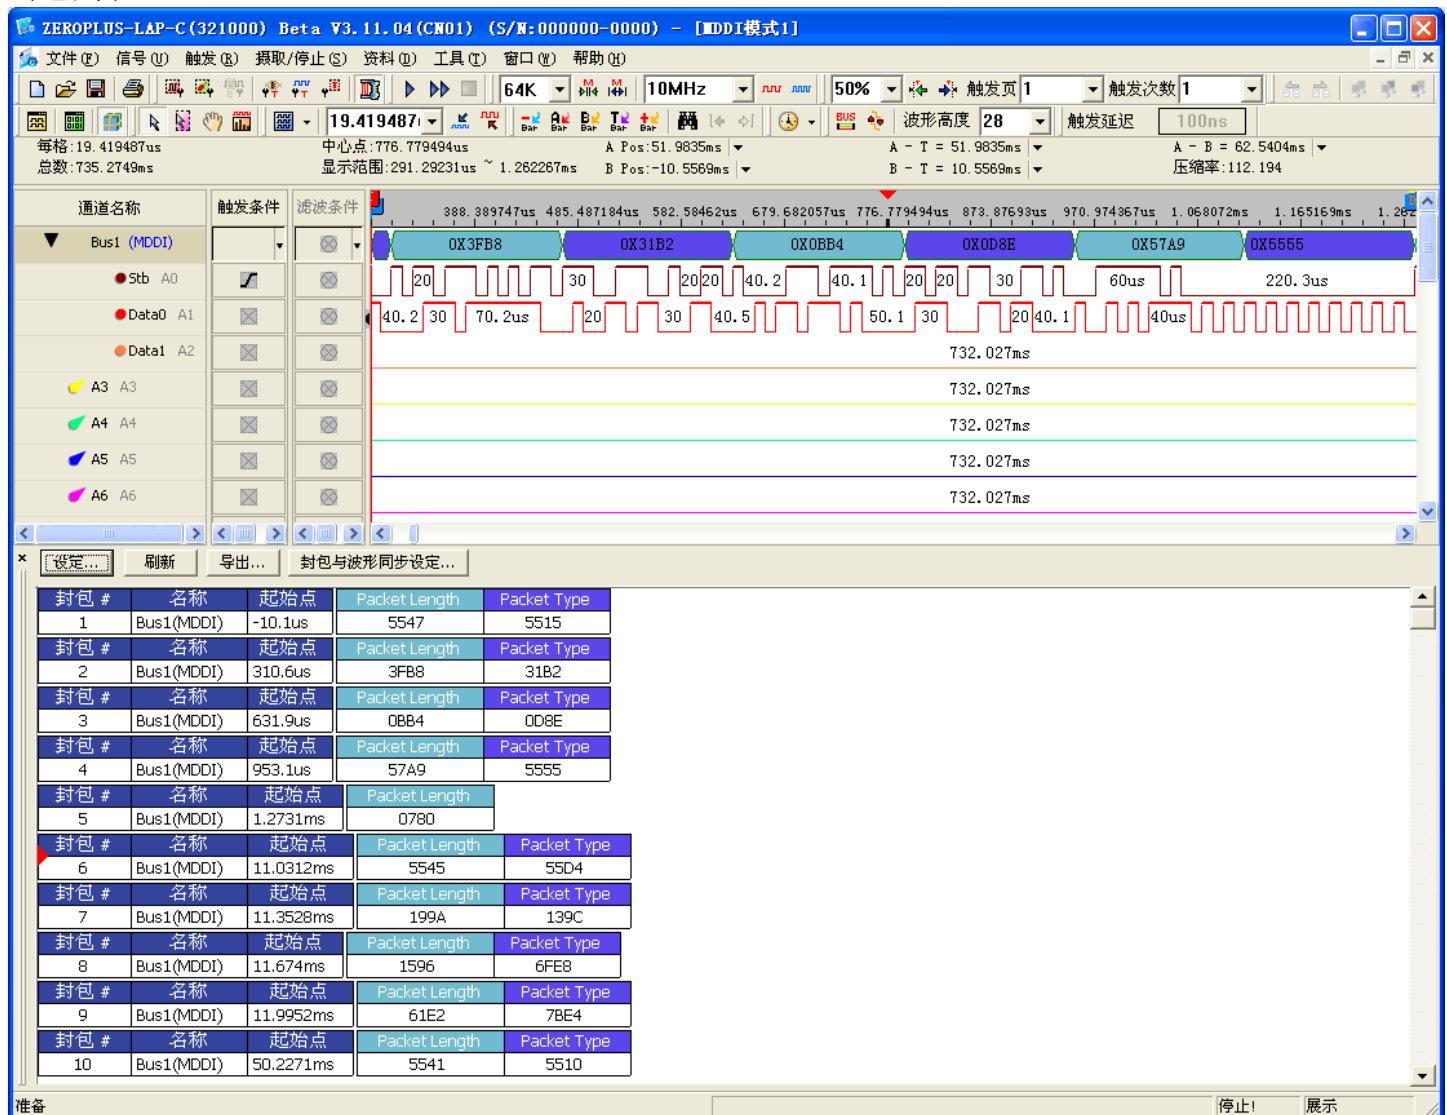 ZEROPLUS-LAP-C(321000) Beta V3.11.04(CN01) (S/N:000000-0000) - [MDDI模式1]
文件(F) 信号(U) 触发(R) 摄取/停止(S) 资料(D) 工具(T) 窗口(W) 帮助(H)
64K 10MHz 50% 触发页 1 触发次数 1
19.419487 Bar Bar Bar Bar Bar BUS 波形高度 28 触发延迟 100ns
每格:19.419487us 中心点:776.779494us A Pos:51.9835ms A - T = 51.9835ms A - B = 62.5404ms
总数:735.2749ms 显示范围:291.29231us ~ 1.262267ms B Pos:-10.5569ms B - T = 10.5569ms 压缩率:112.194
通道名称 触发条件 滤波条件 388.389747us 485.487184us 582.58462us 679.682057us 776.779494us 873.87693us 970.974367us 1.068072ms 1.165169ms 1.262
Bus1 (MDDI) 0X3FB8 0X31B2 0X0BB4 0X0D8E 0X57A9 0X5555
Stb A0 20 30 20 20 40.2 40.1 20 20 30 60us 220.3us
Data0 A1 40.2 30 70.2us 20 30 40.5 50.1 30 20 40.1 40us
Data1 A2 732.027ms
A3 A3 732.027ms
A4 A4 732.027ms
A5 A5 732.027ms
A6 A6 732.027ms
设定... 刷新 导出... 封包与波形同步设定...
封包 # 名称 起始点 Packet Length Packet Type
1 Bus1(MDDI) -10.1us 5547 5515
封包 # 名称 起始点 Packet Length Packet Type
2 Bus1(MDDI) 310.6us 3FB8 31B2
封包 # 名称 起始点 Packet Length Packet Type
3 Bus1(MDDI) 631.9us 0BB4 0D8E
封包 # 名称 起始点 Packet Length Packet Type
4 Bus1(MDDI) 953.1us 57A9 5555
封包 # 名称 起始点 Packet Length
5 Bus1(MDDI) 1.2731ms 0780
封包 # 名称 起始点 Packet Length Packet Type
6 Bus1(MDDI) 11.0312ms 5545 55D4
封包 # 名称 起始点 Packet Length Packet Type
7 Bus1(MDDI) 11.3528ms 199A 139C
封包 # 名称 起始点 Packet Length Packet Type
8 Bus1(MDDI) 11.674ms 1596 6FE8
封包 # 名称 起始点 Packet Length Packet Type
9 Bus1(MDDI) 11.9952ms 61E2 7BE4
封包 # 名称 起始点 Packet Length Packet Type
10 Bus1(MDDI) 50.2271ms 5541 5510
准备 停止! 展示